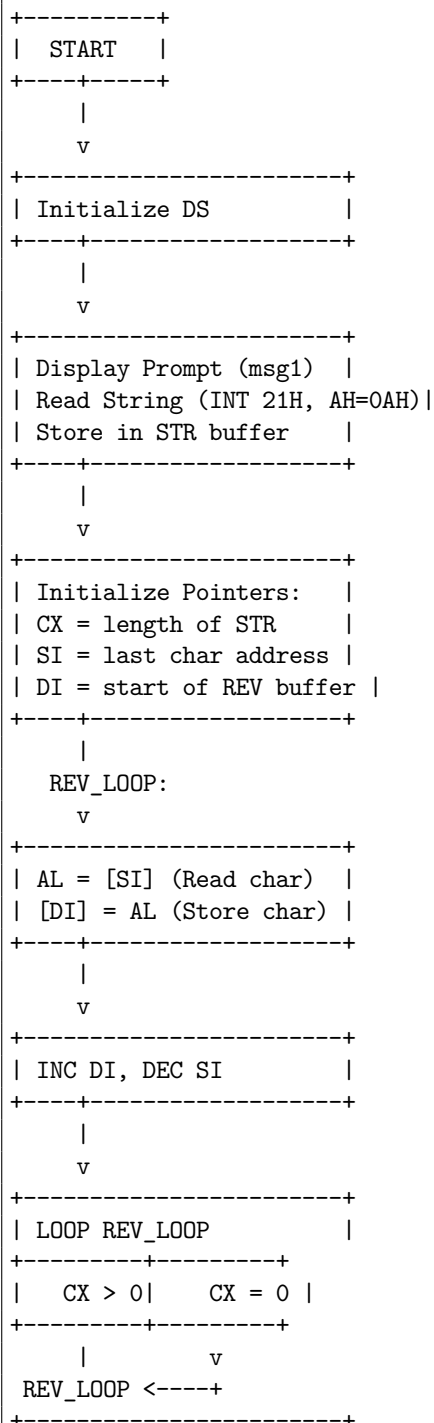 +----------+
|  START   |
+----+-----+
     |
     v
+-----------------------+
| Initialize DS         |
+----+------------------+
     |
     v
+-----------------------+
| Display Prompt (msg1)  |
| Read String (INT 21H, AH=0AH)|
| Store in STR buffer    |
+----+------------------+
     |
     v
+-----------------------+
| Initialize Pointers:   |
| CX = length of STR     |
| SI = last char address |
| DI = start of REV buffer |
+----+------------------+
     |
   REV_LOOP:
     v
+-----------------------+
| AL = [SI] (Read char)  |
| [DI] = AL (Store char) |
+----+------------------+
     |
     v
+-----------------------+
| INC DI, DEC SI         |
+----+------------------+
     |
     v
+-----------------------+
| LOOP REV_LOOP          |
+---------+---------+
|   CX > 0|    CX = 0 |
+---------+---------+
     |        v
 REV_LOOP <----+
+-----------------------+